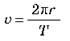 υ = 2πr / T